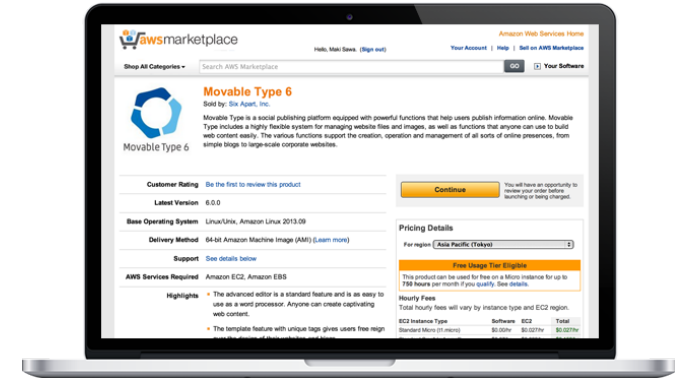 awsmarketplace
Amazon Web Services Home
Hello, Maki Sawa. (Sign out)
Your Account | Help | Sell on AWS Marketplace
Shop All Categories
Search AWS Marketplace
GO
Your Software
Movable Type 6
Sold by: Six Apart, Inc.
Movable Type is a social publishing platform equipped with powerful functions that help users publish information online. Movable
Type includes a highly flexible system for managing website files and images, as well as functions that anyone can use to build
web content easily. The various functions support the creation, operation and management of all sorts of online presences, from
simple blogs to large-scale corporate websites.
Movable Type 6
Customer Rating Be the first to review this product
Latest Version 6.0.0
Base Operating System Linux/Unix, Amazon Linux 2013.09
Delivery Method 64-bit Amazon Machine Image (AMI) (Learn more)
Support See details below
AWS Services Required Amazon EC2, Amazon EBS
Highlights • The advanced editor is a standard feature and is as easy to
use as a word processor. Anyone can create captivating
web content.
• The template feature with unique tags gives users free reign
over the design of their websites and blogs
Continue
You will have an opportunity to
review your order before
launching or being charged.
Pricing Details
For region Asia Pacific (Tokyo)
Free Usage Tier Eligible
This product can be used for free on a Micro instance for up to
750 hours per month if you qualify. See details.
Hourly Fees
Total hourly fees will vary by instance type and EC2 region.
EC2 Instance Type Software EC2 Total
Standard Micro (t1.micro) $0.00/hr $0.027/hr $0.027/hr